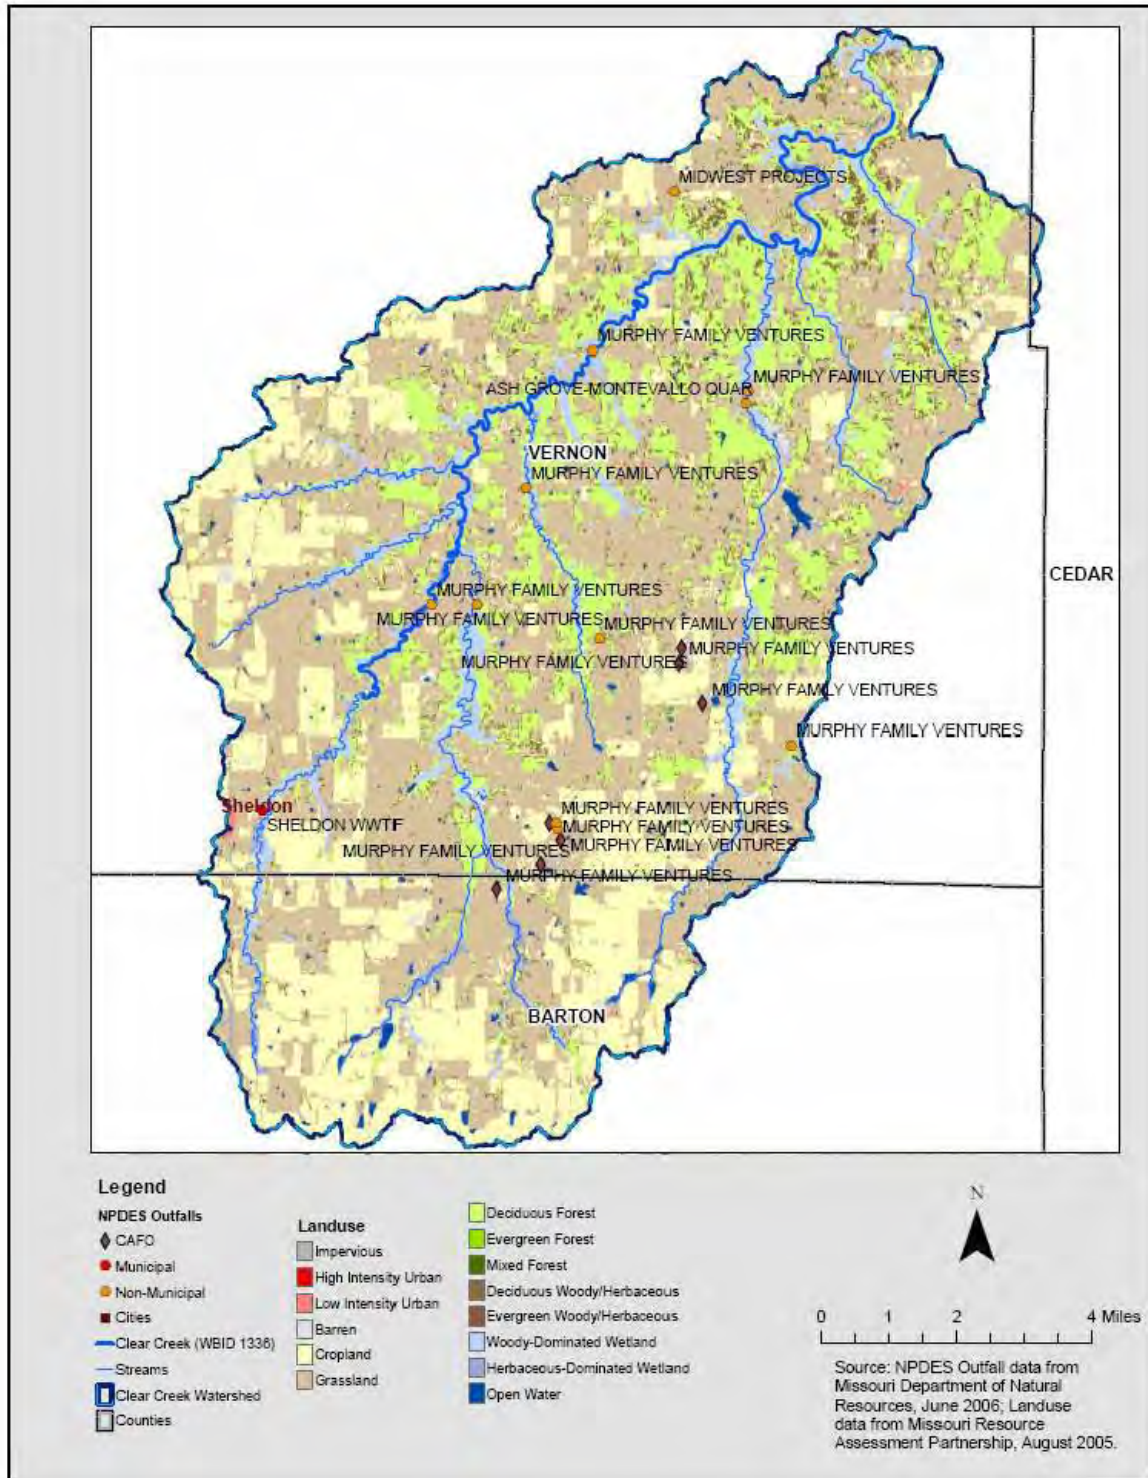 MIDWEST PROJECTS
MURPHY FAMILY VENTURES
MURPHY FAMILY VENTURES
ASH GROVE-MONTEVALLO QUAR
VERNON
MURPHY FAMILY VENTURES
CEDAR
MURPHY FAMILY VENTURES
MURPHY FAMILY VENTURES
MURPHY FAMILY VENTURES
MURPHY FAMILY VENTURES
MURPHY FAMILY VENTURES
MURPHY FAMILY VENTURES
MURPHY FAMILY VENTURES
Sheldon
SHELDON WWTF
MURPHY FAMILY VENTURES
MURPHY FAMILY VENTURES
MURPHY FAMILY VENTURES
MURPHY FAMILY VENTURES
MURPHY FAMILY VENTURES
BARTON
Legend
NPDES Outfalls
CAFO
Municipal
Non-Municipal
Cities
Clear Creek (WBID 1336)
Streams
Clear Creek Watershed
Counties
Landuse
Impervious
High Intensity Urban
Low Intensity Urban
Barren
Cropland
Grassland
Deciduous Forest
Evergreen Forest
Mixed Forest
Deciduous Woody/Herbaceous
Evergreen Woody/Herbaceous
Woody-Dominated Wetland
Herbaceous-Dominated Wetland
Open Water
N
0 1 2 4 Miles
Source: NPDES Outfall data from
Missouri Department of Natural
Resources, June 2006; Landuse
data from Missouri Resource
Assessment Partnership, August 2005.